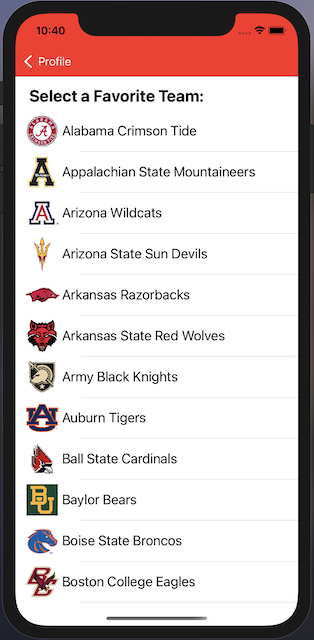 10:40
Profile
Select a Favorite Team:
Alabama Crimson Tide
Appalachian State Mountaineers
Arizona Wildcats
Arizona State Sun Devils
Arkansas Razorbacks
Arkansas State Red Wolves
Army Black Knights
Auburn Tigers
Ball State Cardinals
Baylor Bears
Boise State Broncos
Boston College Eagles